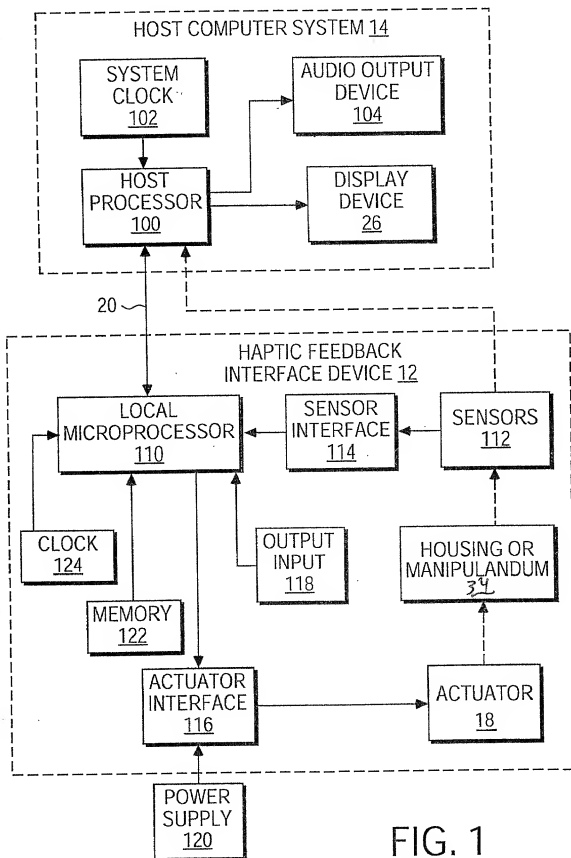 HOST COMPUTER SYSTEM 14
SYSTEM
CLOCK
102
AUDIO OUTPUT
DEVICE
104
HOST
PROCESSOR
100
DISPLAY
DEVICE
26
20
HAPTIC FEEDBACK
INTERFACE DEVICE 12
LOCAL
MICROPROCESSOR
110
SENSOR
INTERFACE
114
SENSORS
112
CLOCK
124
MEMORY
122
OUTPUT
INPUT
118
HOUSING OR
MANIPULANDUM
34
ACTUATOR
INTERFACE
116
ACTUATOR
18
POWER
SUPPLY
120
FIG. 1